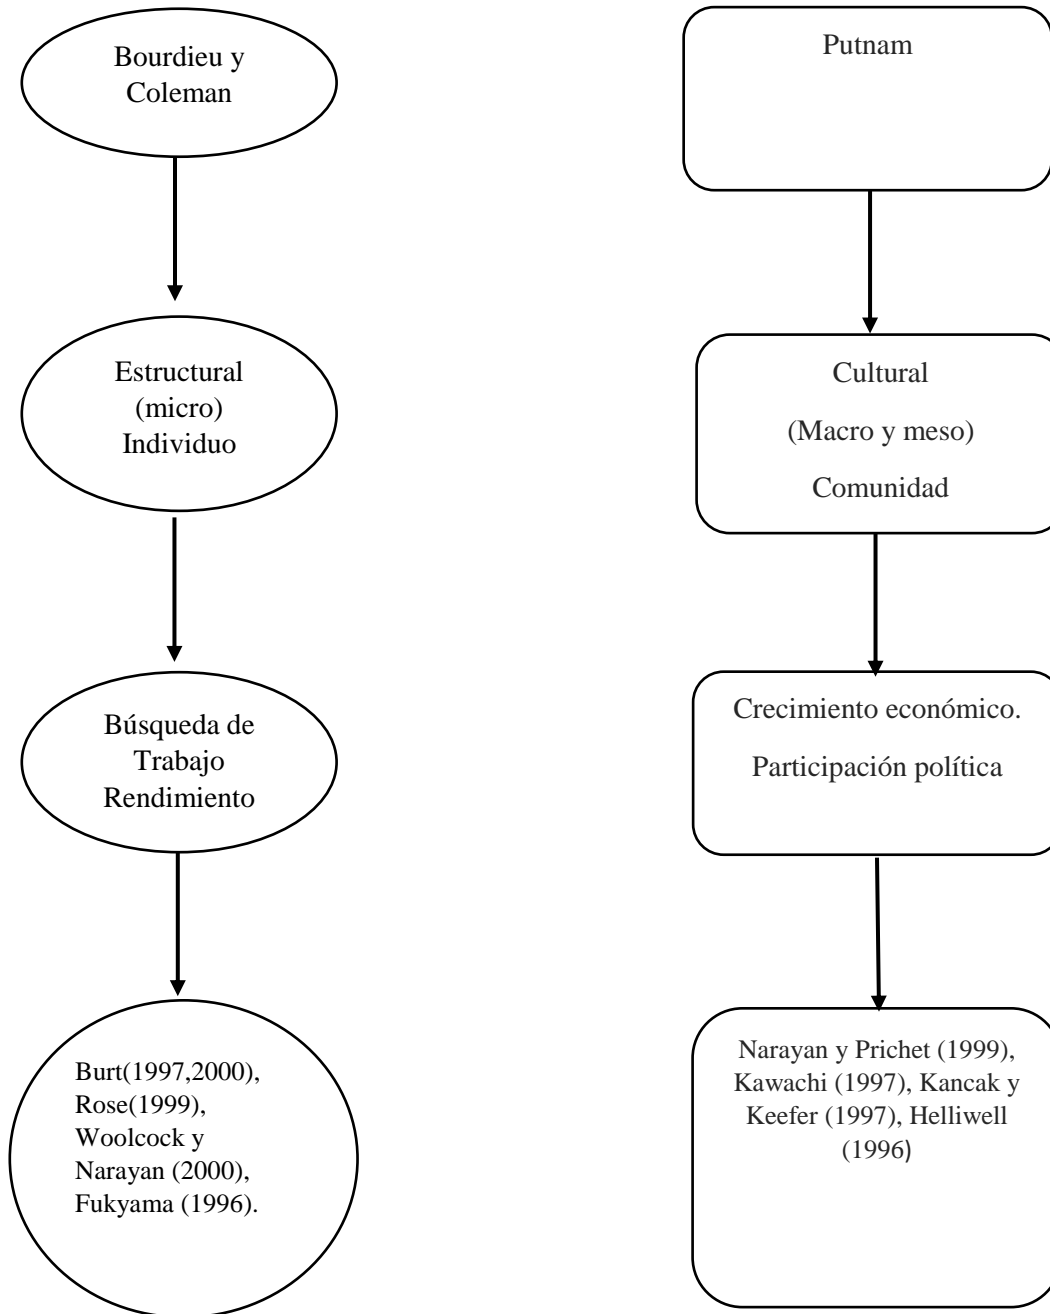 Bourdieu y
Coleman
Estructural
(micro)
Individuo
Búsqueda de
Trabajo
Rendimiento
Burt(1997,2000),
Rose(1999),
Woolcock y
Narayan (2000),
Fukyama (1996).
Putnam
Cultural
(Macro y meso)
Comunidad
Crecimiento económico.
Participación política
Narayan y Prichet (1999),
Kawachi (1997), Kancak y
Keefer (1997), Helliwell
(1996)